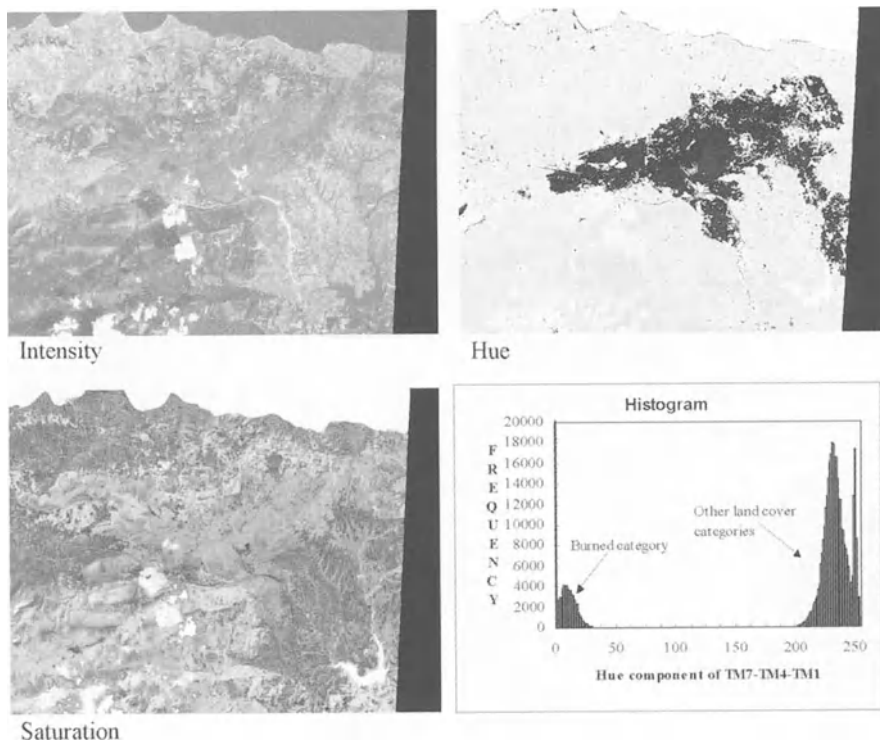 Intensity
Hue
Saturation
Histogram
FREQUENCY
20000
18000
16000
14000
12000
10000
8000
6000
4000
2000
0
Burned category
Other land cover
categories
0 50 100 150 200 250
Hue component of TM7-TM4-TM1